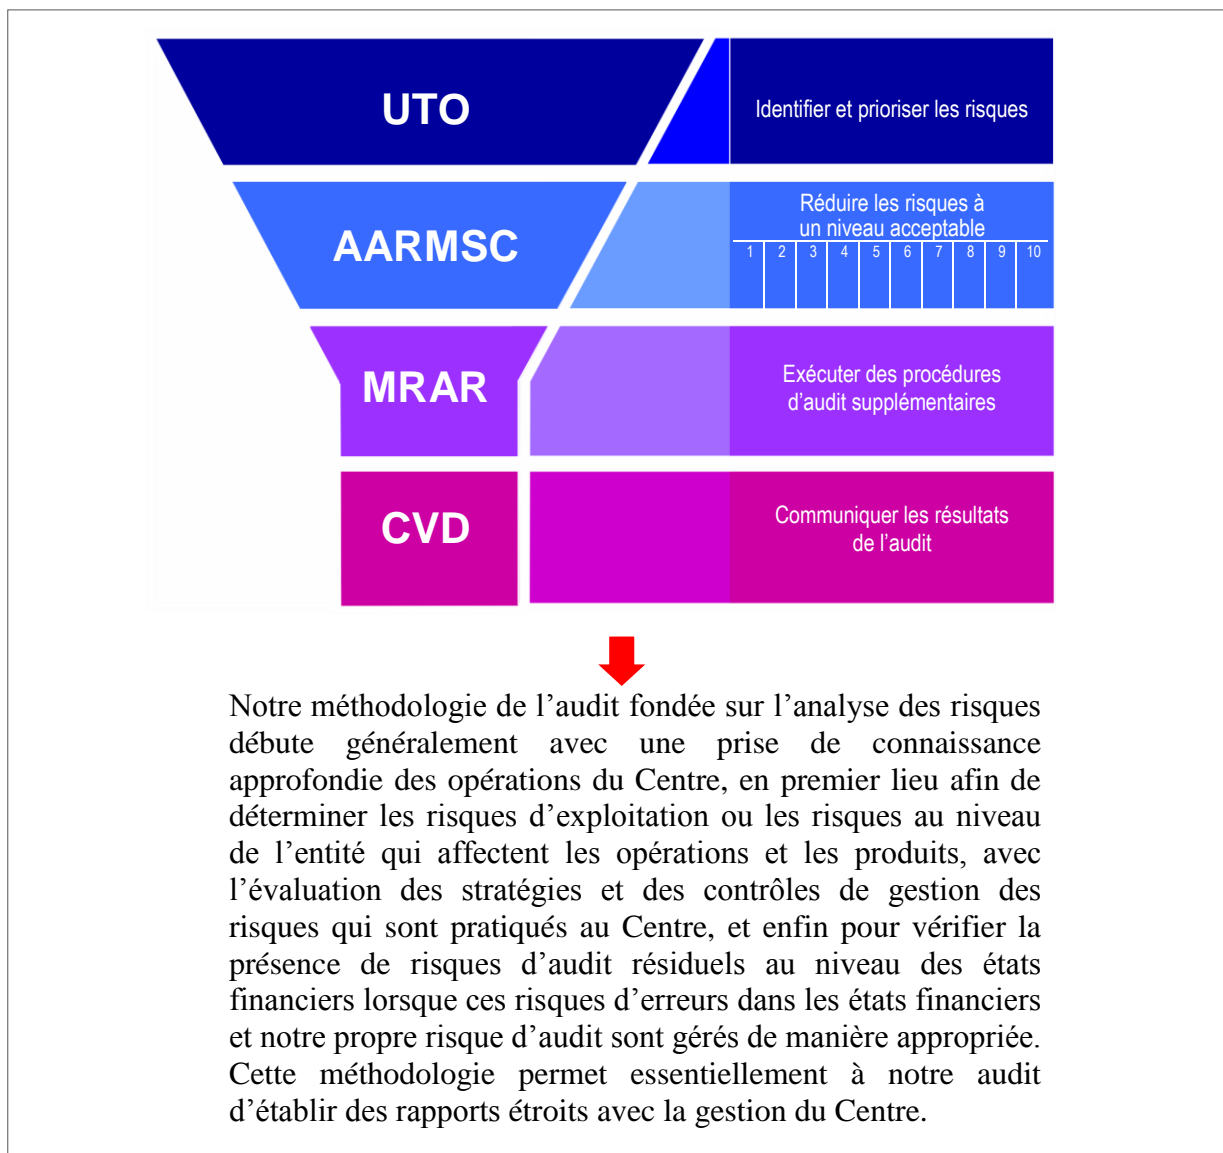 UTO
Identifier et prioriser les risques
AARMSC
Réduire les risques à
un niveau acceptable
1 2 3 4 5 6 7 8 9 10
MRAR
Exécuter des procédures
d’audit supplémentaires
CVD
Communiquer les résultats
de l’audit
Notre méthodologie de l’audit fondée sur l’analyse des risques
débute généralement avec une prise de connaissance
approfondie des opérations du Centre, en premier lieu afin de
déterminer les risques d’exploitation ou les risques au niveau
de l’entité qui affectent les opérations et les produits, avec
l’évaluation des stratégies et des contrôles de gestion des
risques qui sont pratiqués au Centre, et enfin pour vérifier la
présence de risques d’audit résiduels au niveau des états
financiers lorsque ces risques d’erreurs dans les états financiers
et notre propre risque d’audit sont gérés de manière appropriée.
Cette méthodologie permet essentiellement à notre audit
d’établir des rapports étroits avec la gestion du Centre.